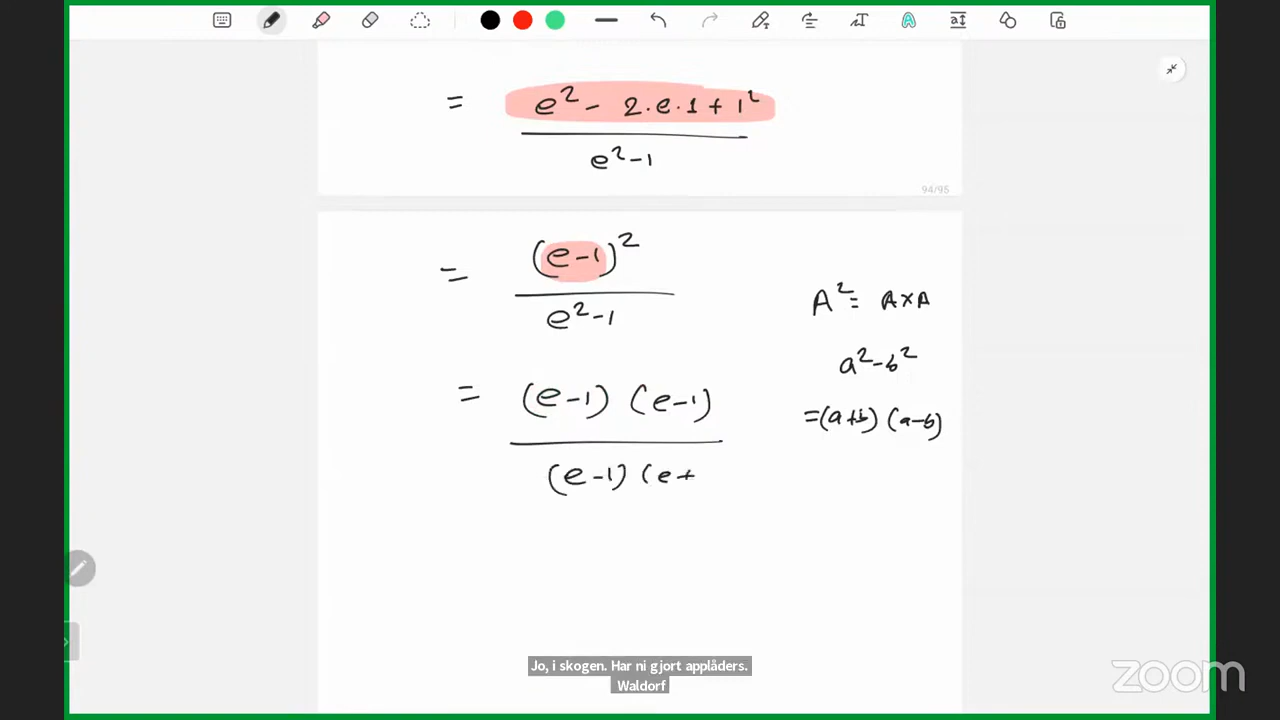 = e² - 2·e·1 + 1²
e² - 1
94/95
= (e-1)²
e² - 1
A² = A×A
a² - b²
= (e-1) (e-1)
=(a+b) (a-b)
(e-1) (e+
Jo, i skogen. Har ni gjort applåders.
Waldorf
zoom